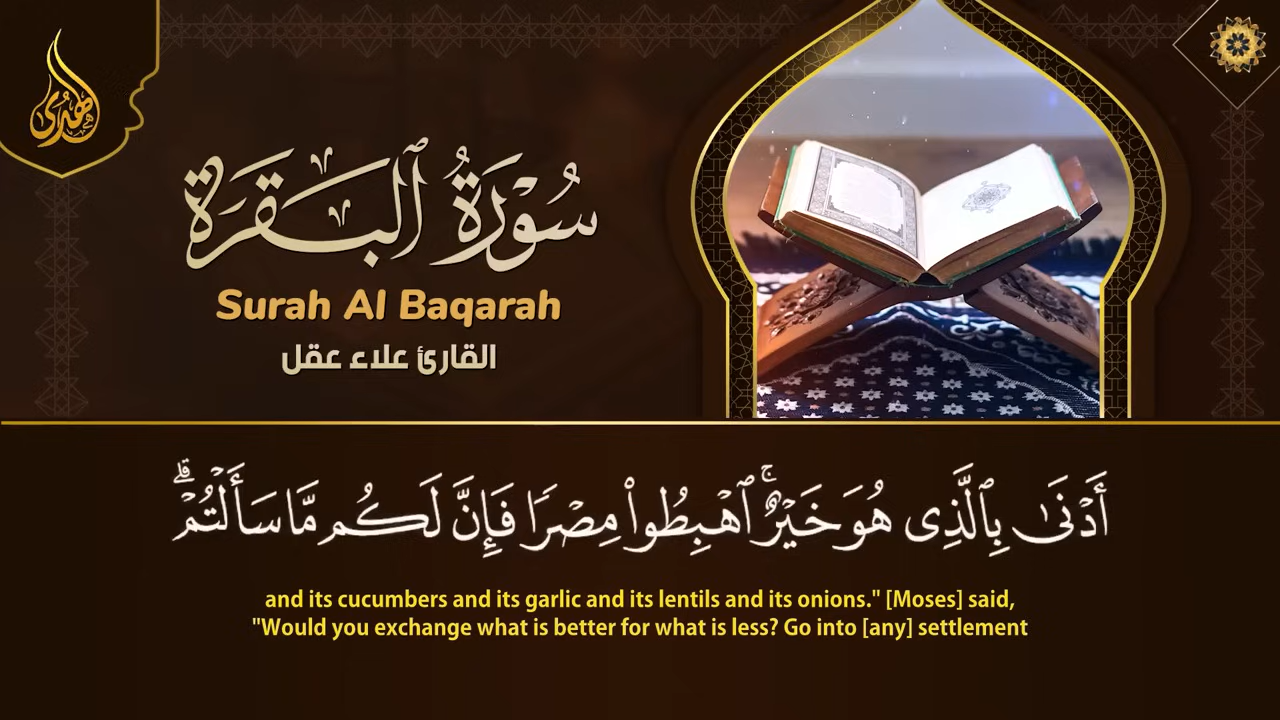 الهدى
سُورَةُ ٱلْبَقَرَةِ
Surah Al Baqarah
القارئ علاء عقل
أَدْنَىٰ بِٱلَّذِى هُوَ خَيْرٌ ۚ ٱهْبِطُوا۟ مِصْرًا فَإِنَّ لَكُم مَّا سَأَلْتُمْ ۗ
and its cucumbers and its garlic and its lentils and its onions." [Moses] said,
"Would you exchange what is better for what is less? Go into [any] settlement